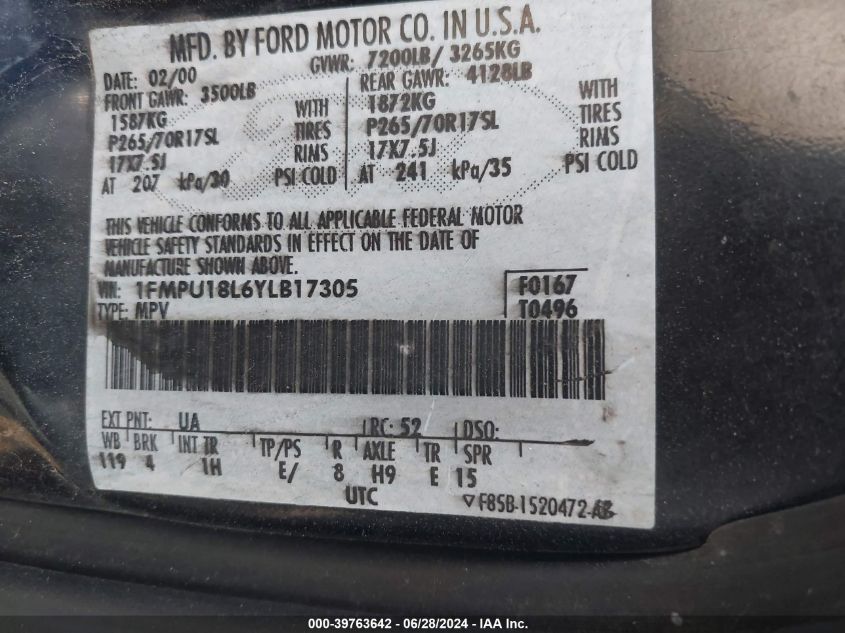 MFD. BY FORD MOTOR CO. IN U.S.A.
DATE: 02/00 GVWR: 7200LB/ 3265KG
FRONT GAWR: 3500LB REAR GAWR: 4128LB
1587KG WITH 1872KG WITH
P265/70R17SL TIRES P265/70R17SL TIRES
17X7.5J RIMS 17X7.5J RIMS
AT 207 kPa/30 PSI COLD AT 241 kPa/35 PSI COLD
THIS VEHICLE CONFORMS TO ALL APPLICABLE FEDERAL MOTOR
VEHICLE SAFETY STANDARDS IN EFFECT ON THE DATE OF
MANUFACTURE SHOWN ABOVE.
VIN: 1FMPU18L6YLB17305 F0167
TYPE: MPV T0496
EXT PNT: UA RC: 52 DSO:
WB BRK INT TR TP/PS R AXLE TR SPR
119 4 1H E/ 8 H9 E 15
UTC F85B-1520472-AB
000-39763642 / 06/28/2024 / Copart, Inc.